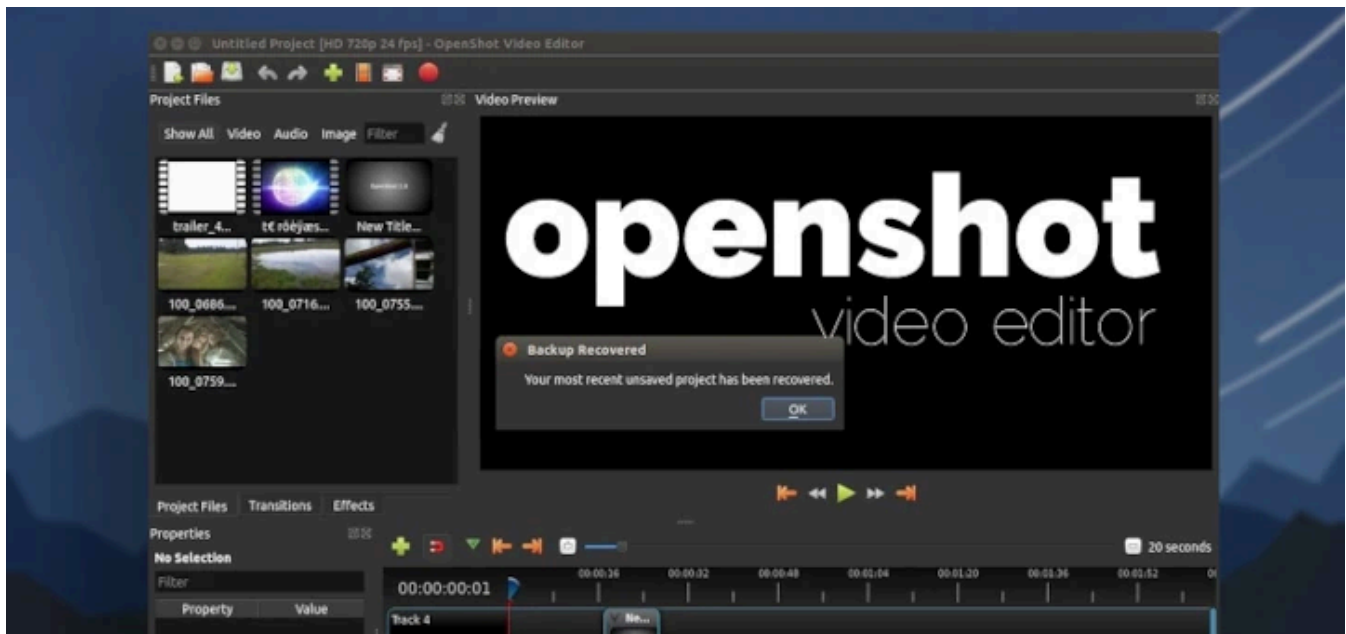 Untitled Project [HD 720p 24 fps] - OpenShot Video Editor
Project Files
Video Preview
Show All Video Audio Image Filter
trailer_4... t€ rőéjíæs... New Title...
100_0686.... 100_0716.... 100_0755....
100_0759....
openshot
video editor
Backup Recovered
Your most recent unsaved project has been recovered.
OK
Project Files Transitions Effects
Properties
No Selection
Filter
Property Value
20 seconds
00:00:00:01
00:00:16 00:00:32 00:00:48 00:01:04 00:01:20 00:01:36 00:01:52
Track 4
Ne...